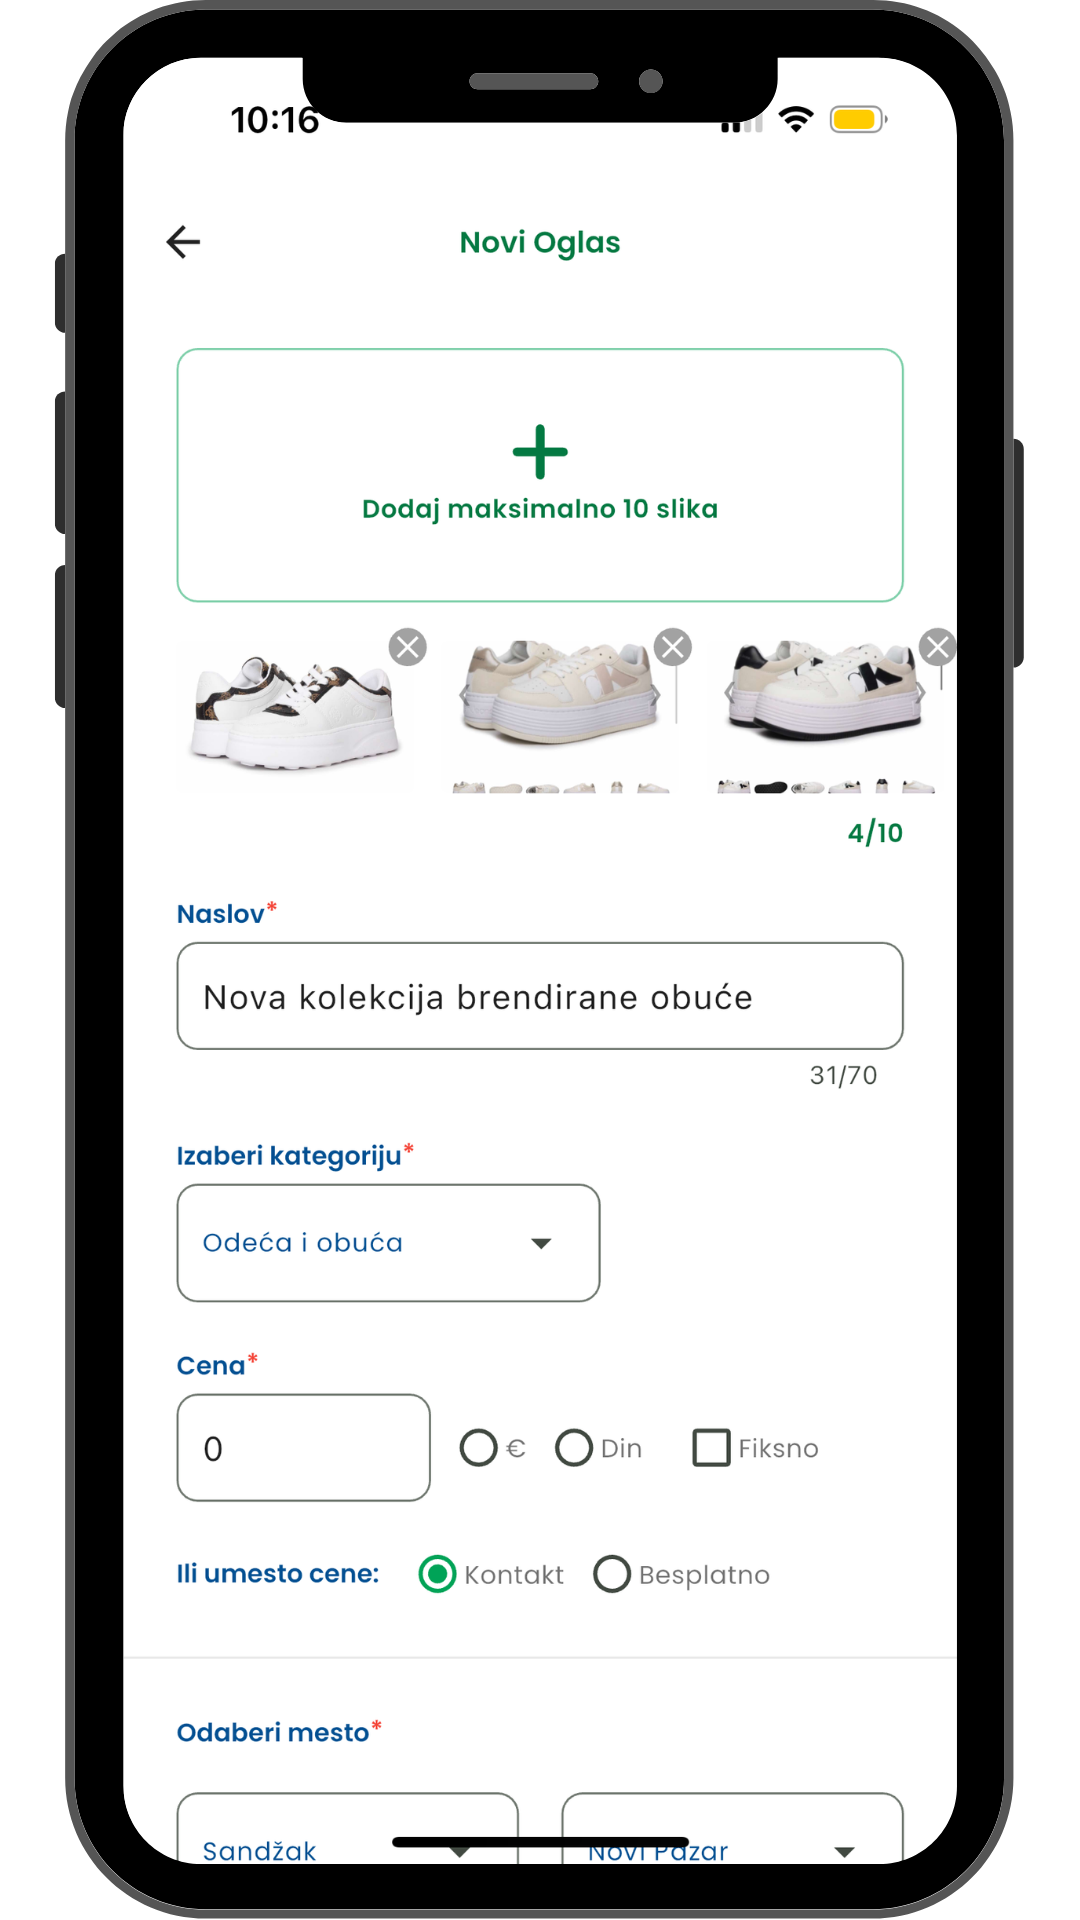 10:16
Novi Oglas
Dodaj maksimalno 10 slika
4/10
Naslov*
Nova kolekcija brendirane obuće
31/70
Izaberi kategoriju*
Odeća i obuća
Cena*
0 € Din Fiksno
Ili umesto cene: Kontakt Besplatno
Odaberi mesto*
Sandžak Novi Pazar